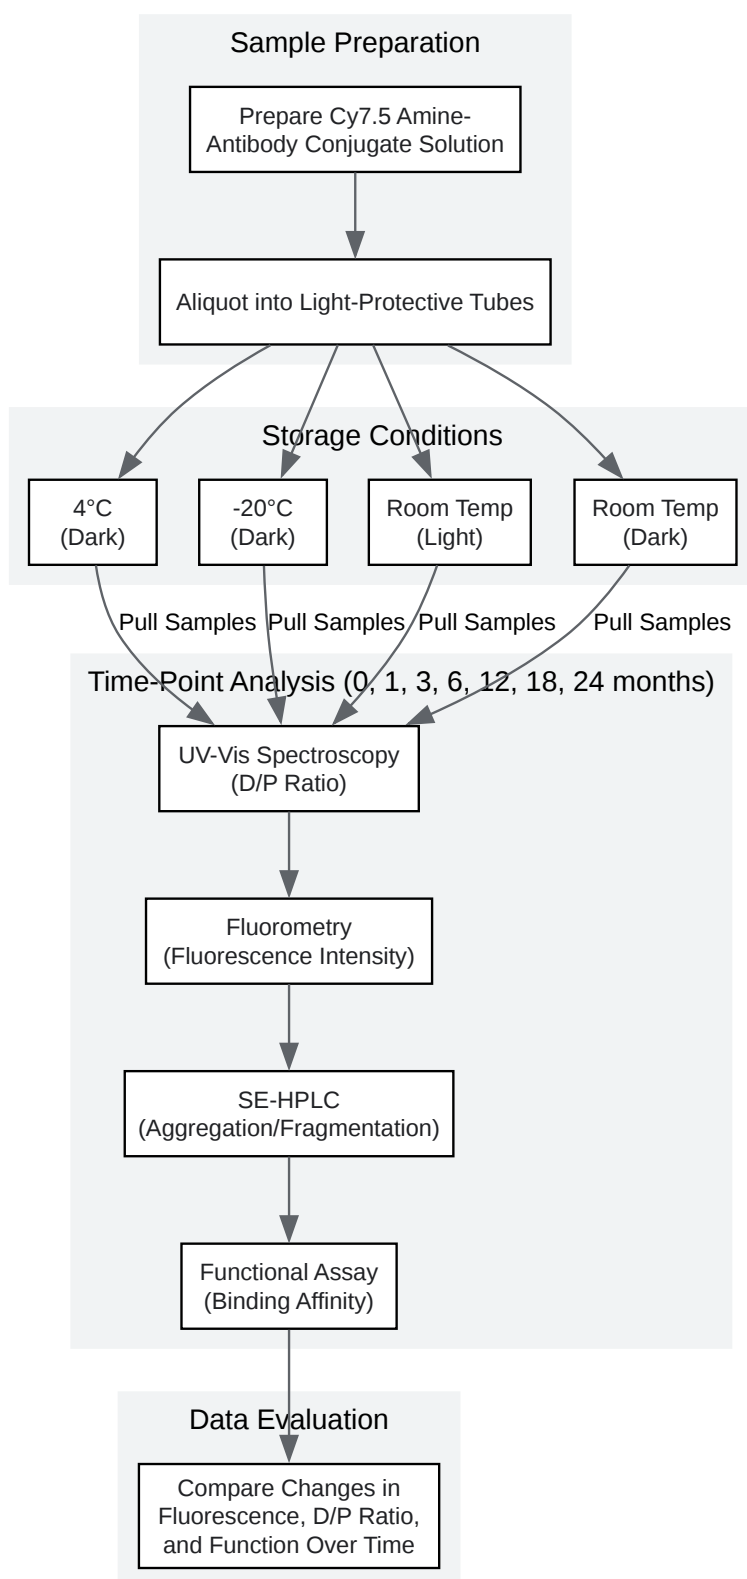 Sample Preparation
Prepare Cy7.5 Amine-
Antibody Conjugate Solution
Aliquot into Light-Protective Tubes
Storage Conditions
4°C
(Dark)
-20°C
(Dark)
Room Temp
(Light)
Room Temp
(Dark)
Pull Samples
Pull Samples
Pull Samples
Pull Samples
Time-Point Analysis (0, 1, 3, 6, 12, 18, 24 months)
UV-Vis Spectroscopy
(D/P Ratio)
Fluorometry
(Fluorescence Intensity)
SE-HPLC
(Aggregation/Fragmentation)
Functional Assay
(Binding Affinity)
Data Evaluation
Compare Changes in
Fluorescence, D/P Ratio,
and Function Over Time